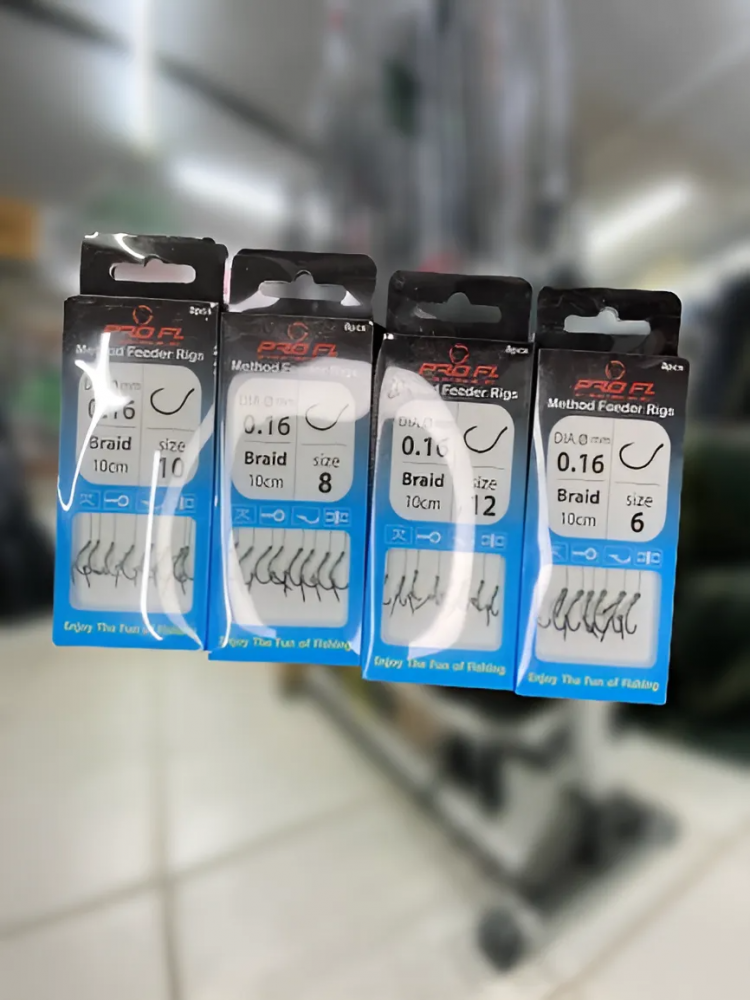 8pcs
PRO FL
Method Feeder Rigs
0.16
Braid
10cm
size
10
Enjoy The Fun of Fishing
8pcs
PRO FL
Method
DIA.Ø mm
0.16
Braid
10cm
size
8
Enjoy The Fun of Fishing
8pcs
PRO FL
Feeder Rigs
DIA.Ø mm
0.16
Braid
10cm
size
12
Enjoy The Fun of Fishing
8pcs
PRO FL
Method Feeder Rigs
DIA.Ø mm
0.16
Braid
10cm
size
6
Enjoy The Fun of Fishing